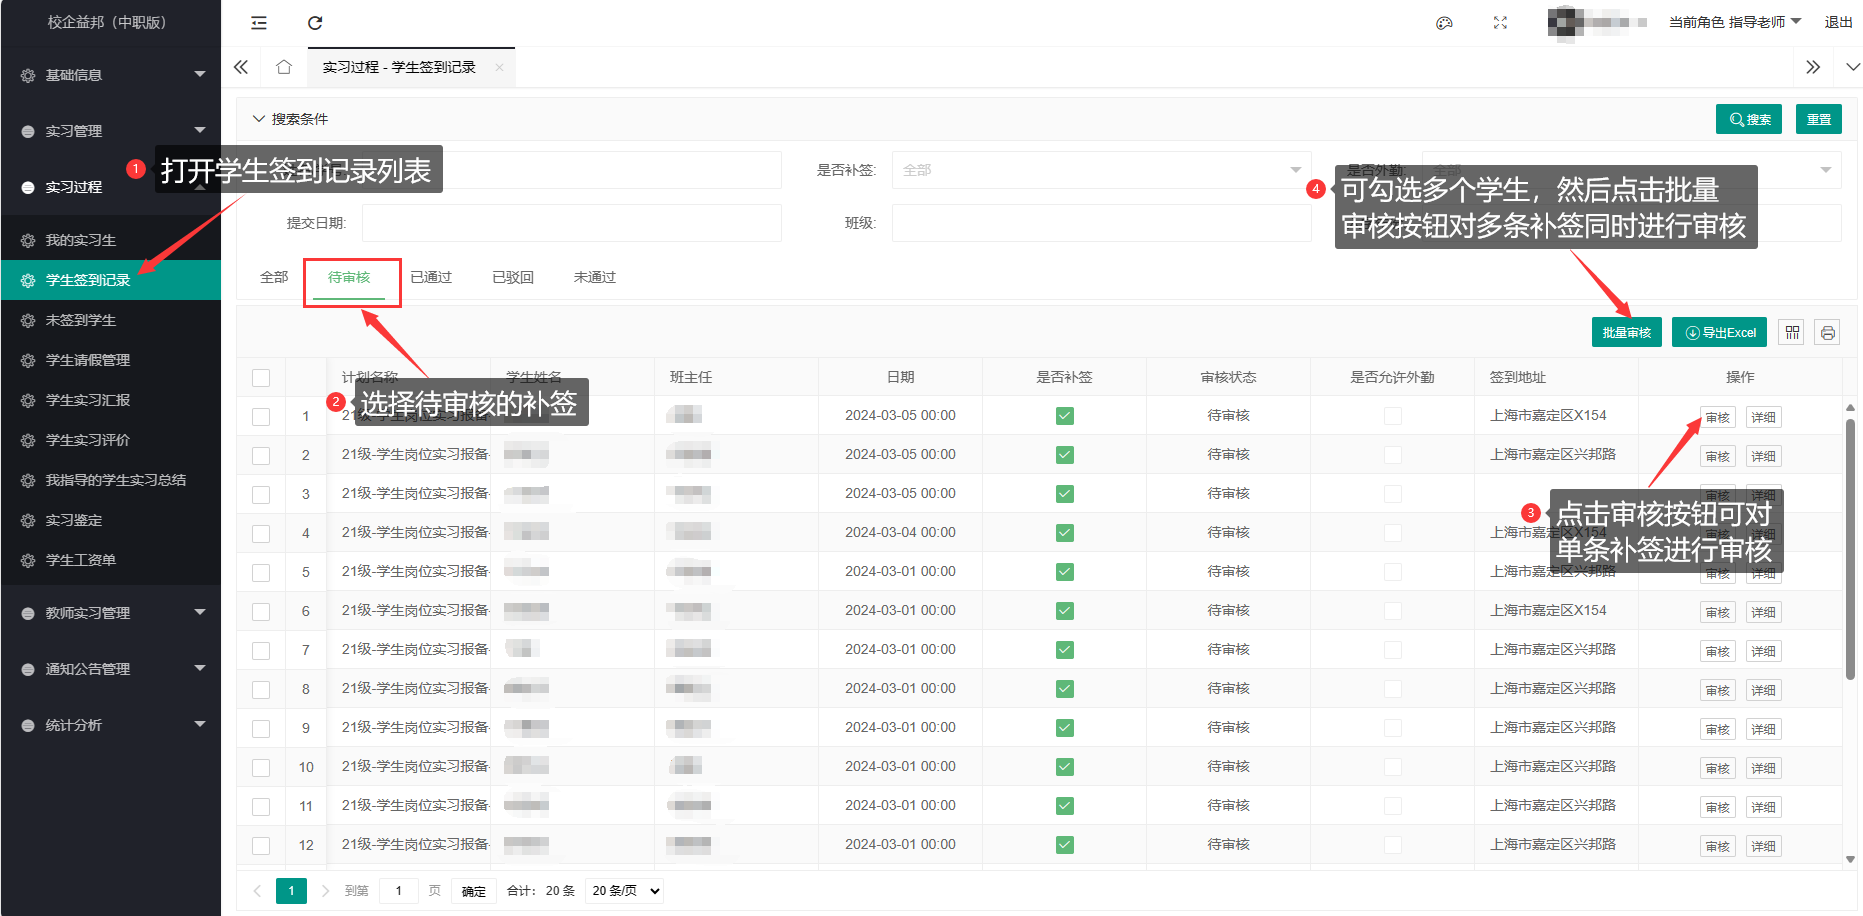 校企益邦（中职版）
当前角色 指导老师
退出
基础信息
实习管理
实习过程
我的实习生
学生签到记录
未签到学生
学生请假管理
学生实习汇报
学生实习评价
我指导的学生实习总结
实习鉴定
学生工资单
教师实习管理
通知公告管理
统计分析
实习过程 - 学生签到记录
搜索条件
搜索
重置
1 打开学生签到记录列表
是否补签: 全部
是否外勤: 全部
4 可勾选多个学生，然后点击批量
审核按钮对多条补签同时进行审核
提交日期:
班级:
全部 待审核 已通过 已驳回 未通过
批量审核 导出Excel
计划名称 学生姓名 班主任 日期 是否补签 审核状态 是否允许外勤 签到地址 操作
2 选择待审核的补签
1 21级-学生岗位实习报备 2024-03-05 00:00 待审核 上海市嘉定区X154 审核 详细
2 21级-学生岗位实习报备- 2024-03-05 00:00 待审核 上海市嘉定区兴邦路 审核 详细
3 21级-学生岗位实习报备- 2024-03-05 00:00 待审核 审核 详细
3 点击审核按钮可对
单条补签进行审核
4 21级-学生岗位实习报备- 2024-03-04 00:00 待审核 上海市嘉定区X154 审核 详细
5 21级-学生岗位实习报备- 2024-03-01 00:00 待审核 上海市嘉定区兴邦路 审核 详细
6 21级-学生岗位实习报备- 2024-03-01 00:00 待审核 上海市嘉定区X154 审核 详细
7 21级-学生岗位实习报备- 2024-03-01 00:00 待审核 上海市嘉定区兴邦路 审核 详细
8 21级-学生岗位实习报备- 2024-03-01 00:00 待审核 上海市嘉定区兴邦路 审核 详细
9 21级-学生岗位实习报备- 2024-03-01 00:00 待审核 上海市嘉定区兴邦路 审核 详细
10 21级-学生岗位实习报备- 2024-03-01 00:00 待审核 上海市嘉定区兴邦路 审核 详细
11 21级-学生岗位实习报备- 2024-03-01 00:00 待审核 上海市嘉定区兴邦路 审核 详细
12 21级-学生岗位实习报备- 2024-03-01 00:00 待审核 上海市嘉定区兴邦路 审核 详细
1 到第 1 页 确定 合计： 20 条 20 条/页